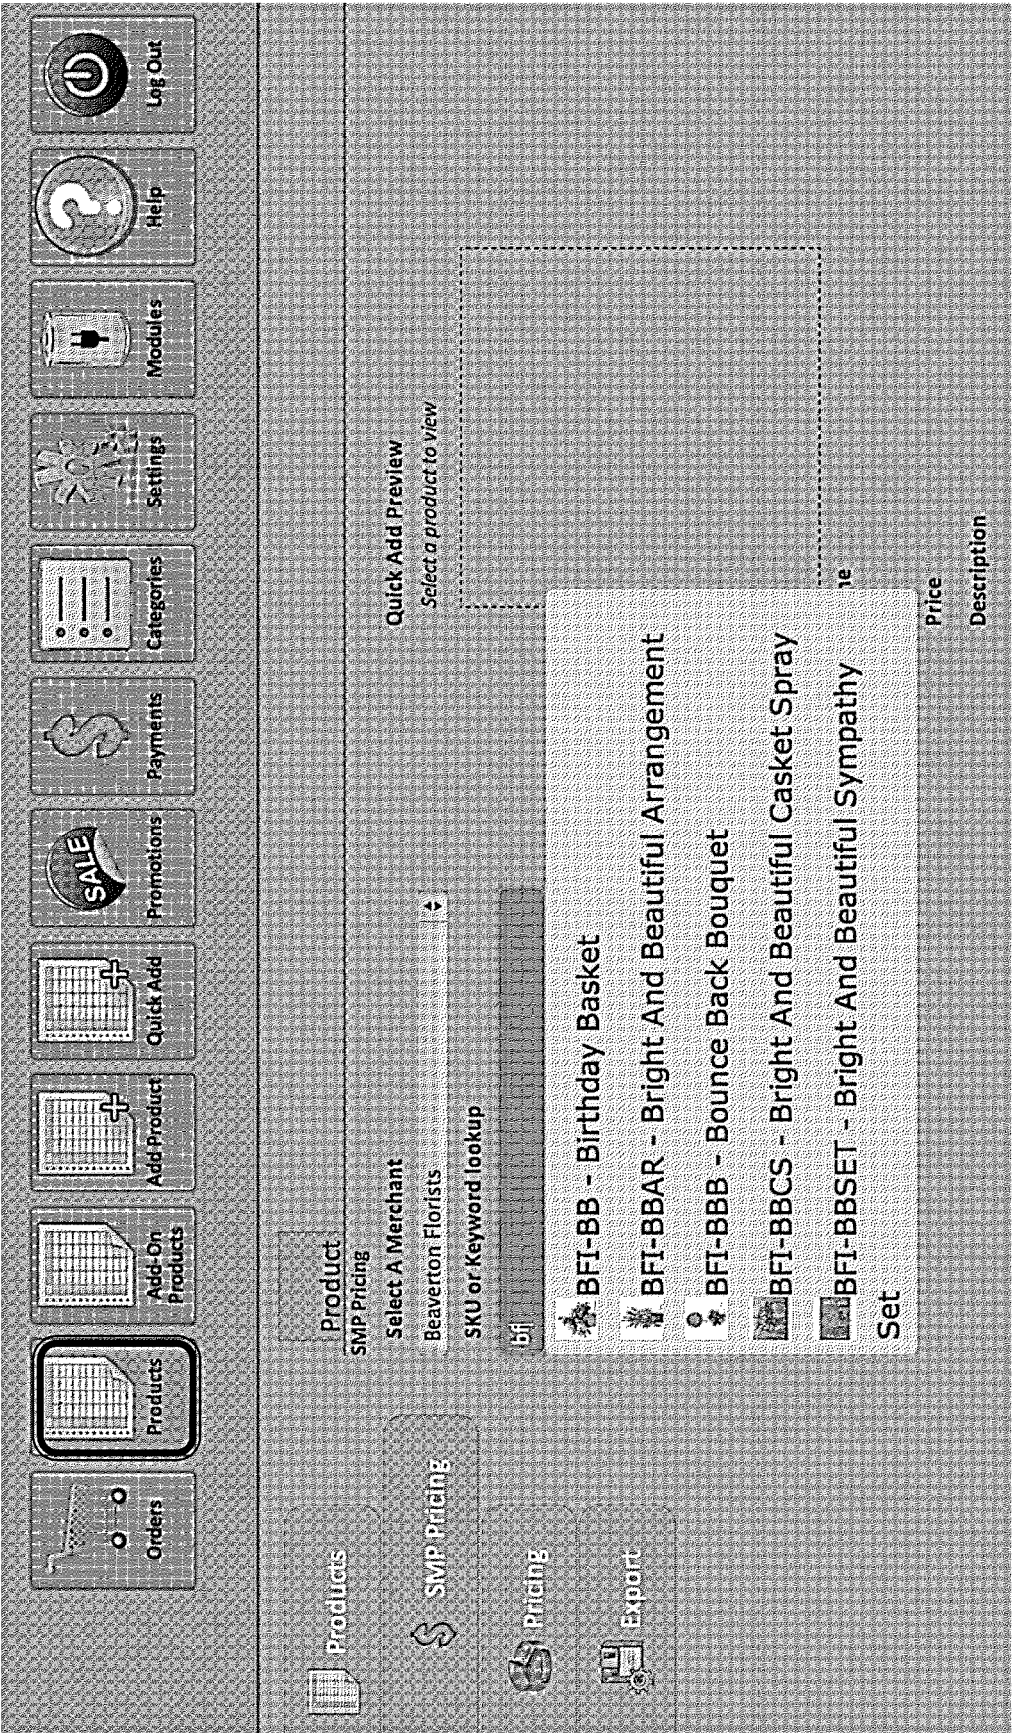 Orders
Products
Add-On
Products
Add Product
Quick Add
Promotions
SALE
Payments
Categories
Settings
Modules
Help
Log Out
Products
SMP Pricing
Pricing
Export
Product
SMP Pricing
Select A Merchant
Beaverton Florists
SKU or Keyword lookup
BFI-BB - Birthday Basket
BFI-BBAR - Bright And Beautiful Arrangement
BFI-BBB - Bounce Back Bouquet
BFI-BBCS - Bright And Beautiful Casket Spray
BFI-BBSET - Bright And Beautiful Sympathy
Set
Quick Add Preview
Select a product to view
Price
Description